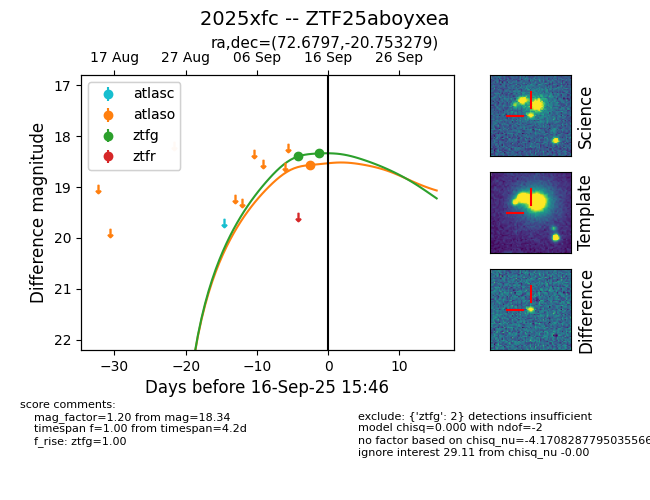 2025xfc -- ZTF25aboyxea
ra,dec=(72.6797,-20.753279)
17 Aug 27 Aug 06 Sep 16 Sep 26 Sep
atlasc
atlaso
ztfg
ztfr
17
18
19
20
21
22
Difference magnitude
−30 −20 −10 0 10
Days before 16-Sep-25 15:46
Science
Template
Difference
score comments:
mag_factor=1.20 from mag=18.34
timespan f=1.00 from timespan=4.2d
f_rise: ztfg=1.00
exclude: {'ztfg': 2} detections insufficient
model chisq=0.000 with ndof=-2
no factor based on chisq_nu=-4.1708287795035566
ignore interest 29.11 from chisq_nu -0.00